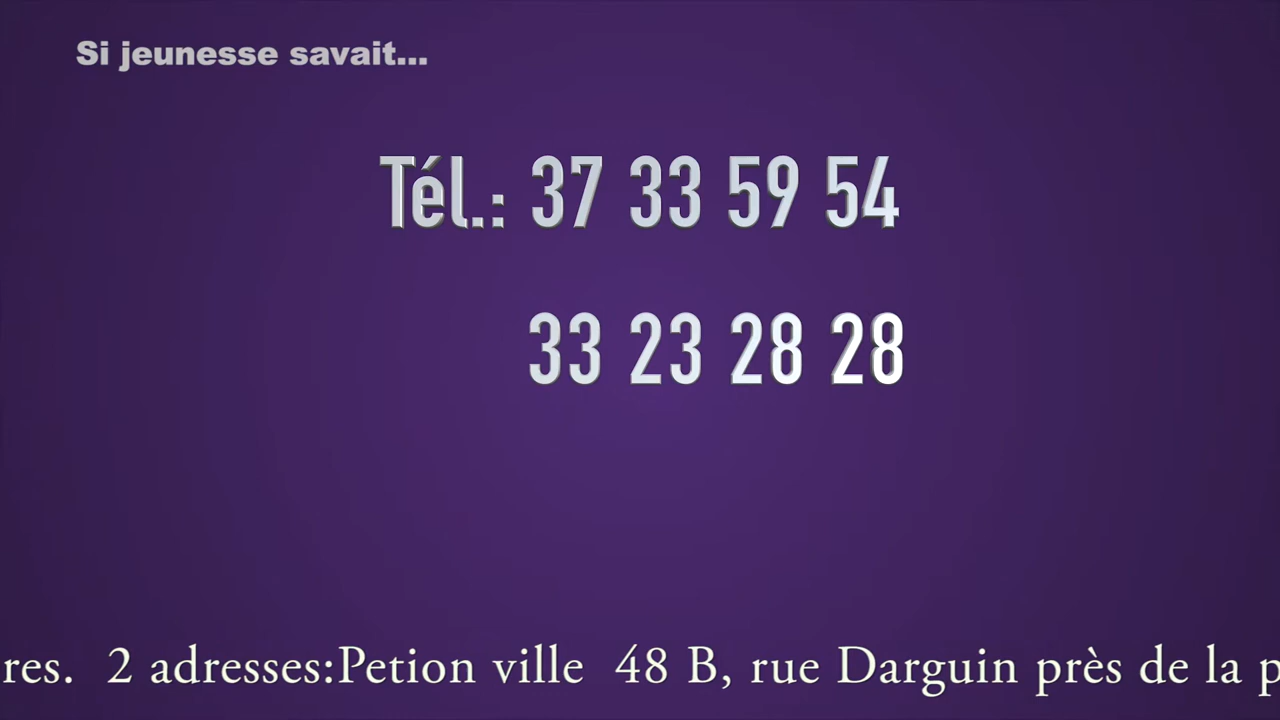 Si jeunesse savait...
Tél.: 37 33 59 54
33 23 28 28
res. 2 adresses:Petion ville 48 B, rue Darguin près de la p